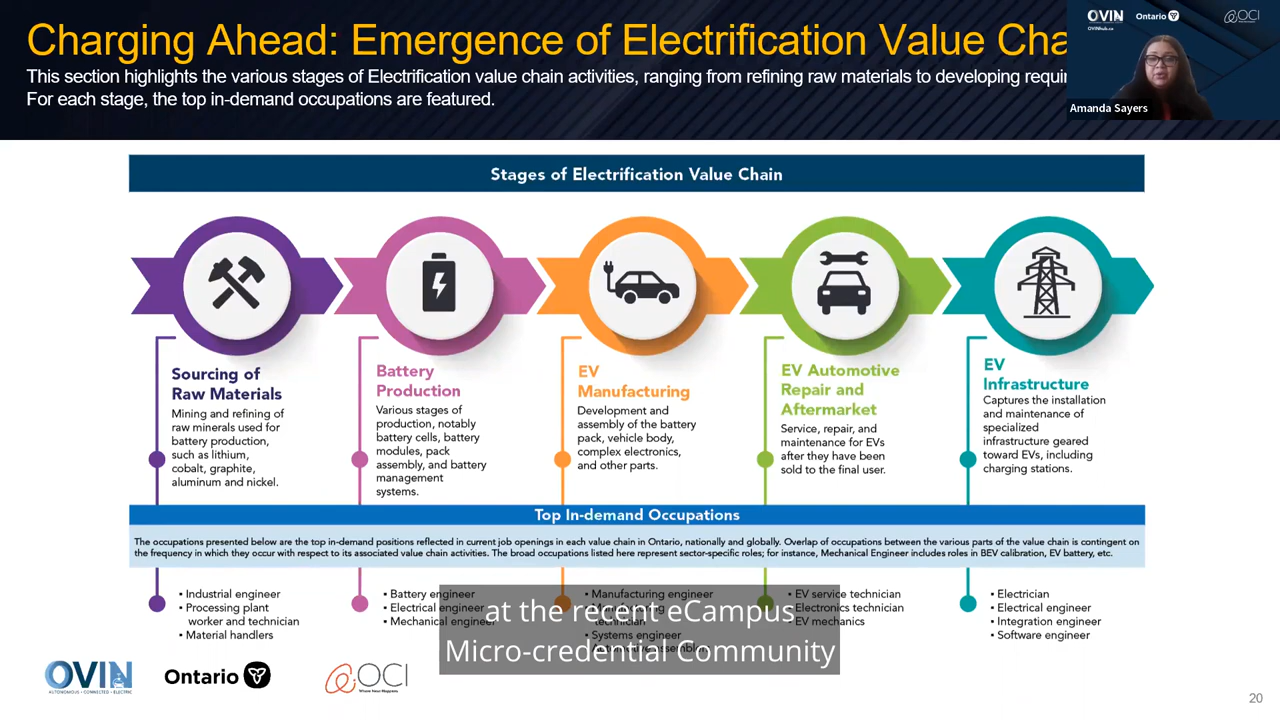 Charging Ahead: Emergence of Electrification Value Cha
This section highlights the various stages of Electrification value chain activities, ranging from refining raw materials to developing requi
For each stage, the top in-demand occupations are featured.
OVIN
OVINhub.ca
Ontario
OCI
Amanda Sayers
Stages of Electrification Value Chain
Sourcing of
Raw Materials
Mining and refining of
raw minerals used for
battery production,
such as lithium,
cobalt, graphite,
aluminum and nickel.
Battery
Production
Various stages of
production, notably
battery cells, battery
modules, pack
assembly, and battery
management
systems.
EV
Manufacturing
Development and
assembly of the battery
pack, vehicle body,
complex electronics,
and other parts.
EV Automotive
Repair and
Aftermarket
Service, repair, and
maintenance for EVs
after they have been
sold to the final user.
EV
Infrastructure
Captures the installation
and maintenance of
specialized
infrastructure geared
toward EVs, including
charging stations.
Top In-demand Occupations
The occupations presented below are the top in-demand positions reflected in current job openings in each value chain in Ontario, nationally and globally. Overlap of occupations between the various parts of the value chain is contingent on
the frequency in which they occur with respect to its associated value chain activities. The broad occupations listed here represent sector-specific roles; for instance, Mechanical Engineer includes roles in BEV calibration, EV battery, etc.
• Industrial engineer
• Processing plant
worker and technician
• Material handlers
• Battery engineer
• Electrical engineer
• Mechanical engineer
• Manufacturing engineer
technician
• Systems engineer
• EV service technician
• Electronics technician
• EV mechanics
• Electrician
• Electrical engineer
• Integration engineer
• Software engineer
at the recent eCampus
Micro-credential Community
OVIN
AUTONOMOUS • CONNECTED • ELECTRIC
Ontario
OCI
Where Next Happens
20